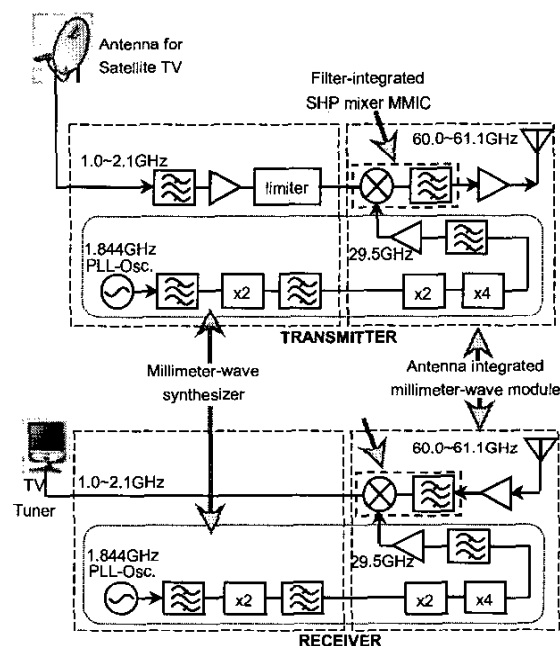 Antenna for
Satellite TV
Filter-integrated
SHP mixer MMIC
60.0~61.1GHz
1.0~2.1GHz
limiter
1.844GHz
PLL-Osc.
29.5GHz
x2
x2
x4
TRANSMITTER
Millimeter-wave
synthesizer
Antenna integrated
millimeter-wave module
60.0~61.1GHz
TV
Tuner
1.0~2.1GHz
1.844GHz
PLL-Osc.
29.5GHz
x2
x2
x4
RECEIVER